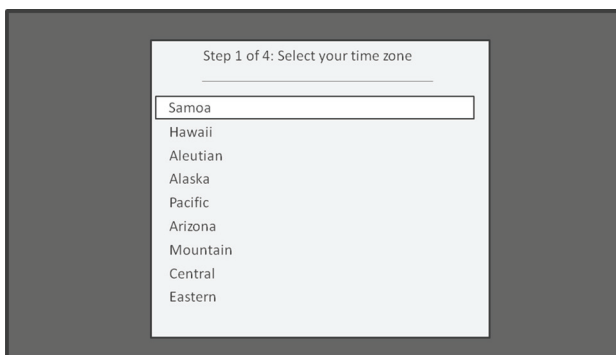 Step 1 of 4: Select your time zone
Samoa
Hawaii
Aleutian
Alaska
Pacific
Arizona
Mountain
Central
Eastern